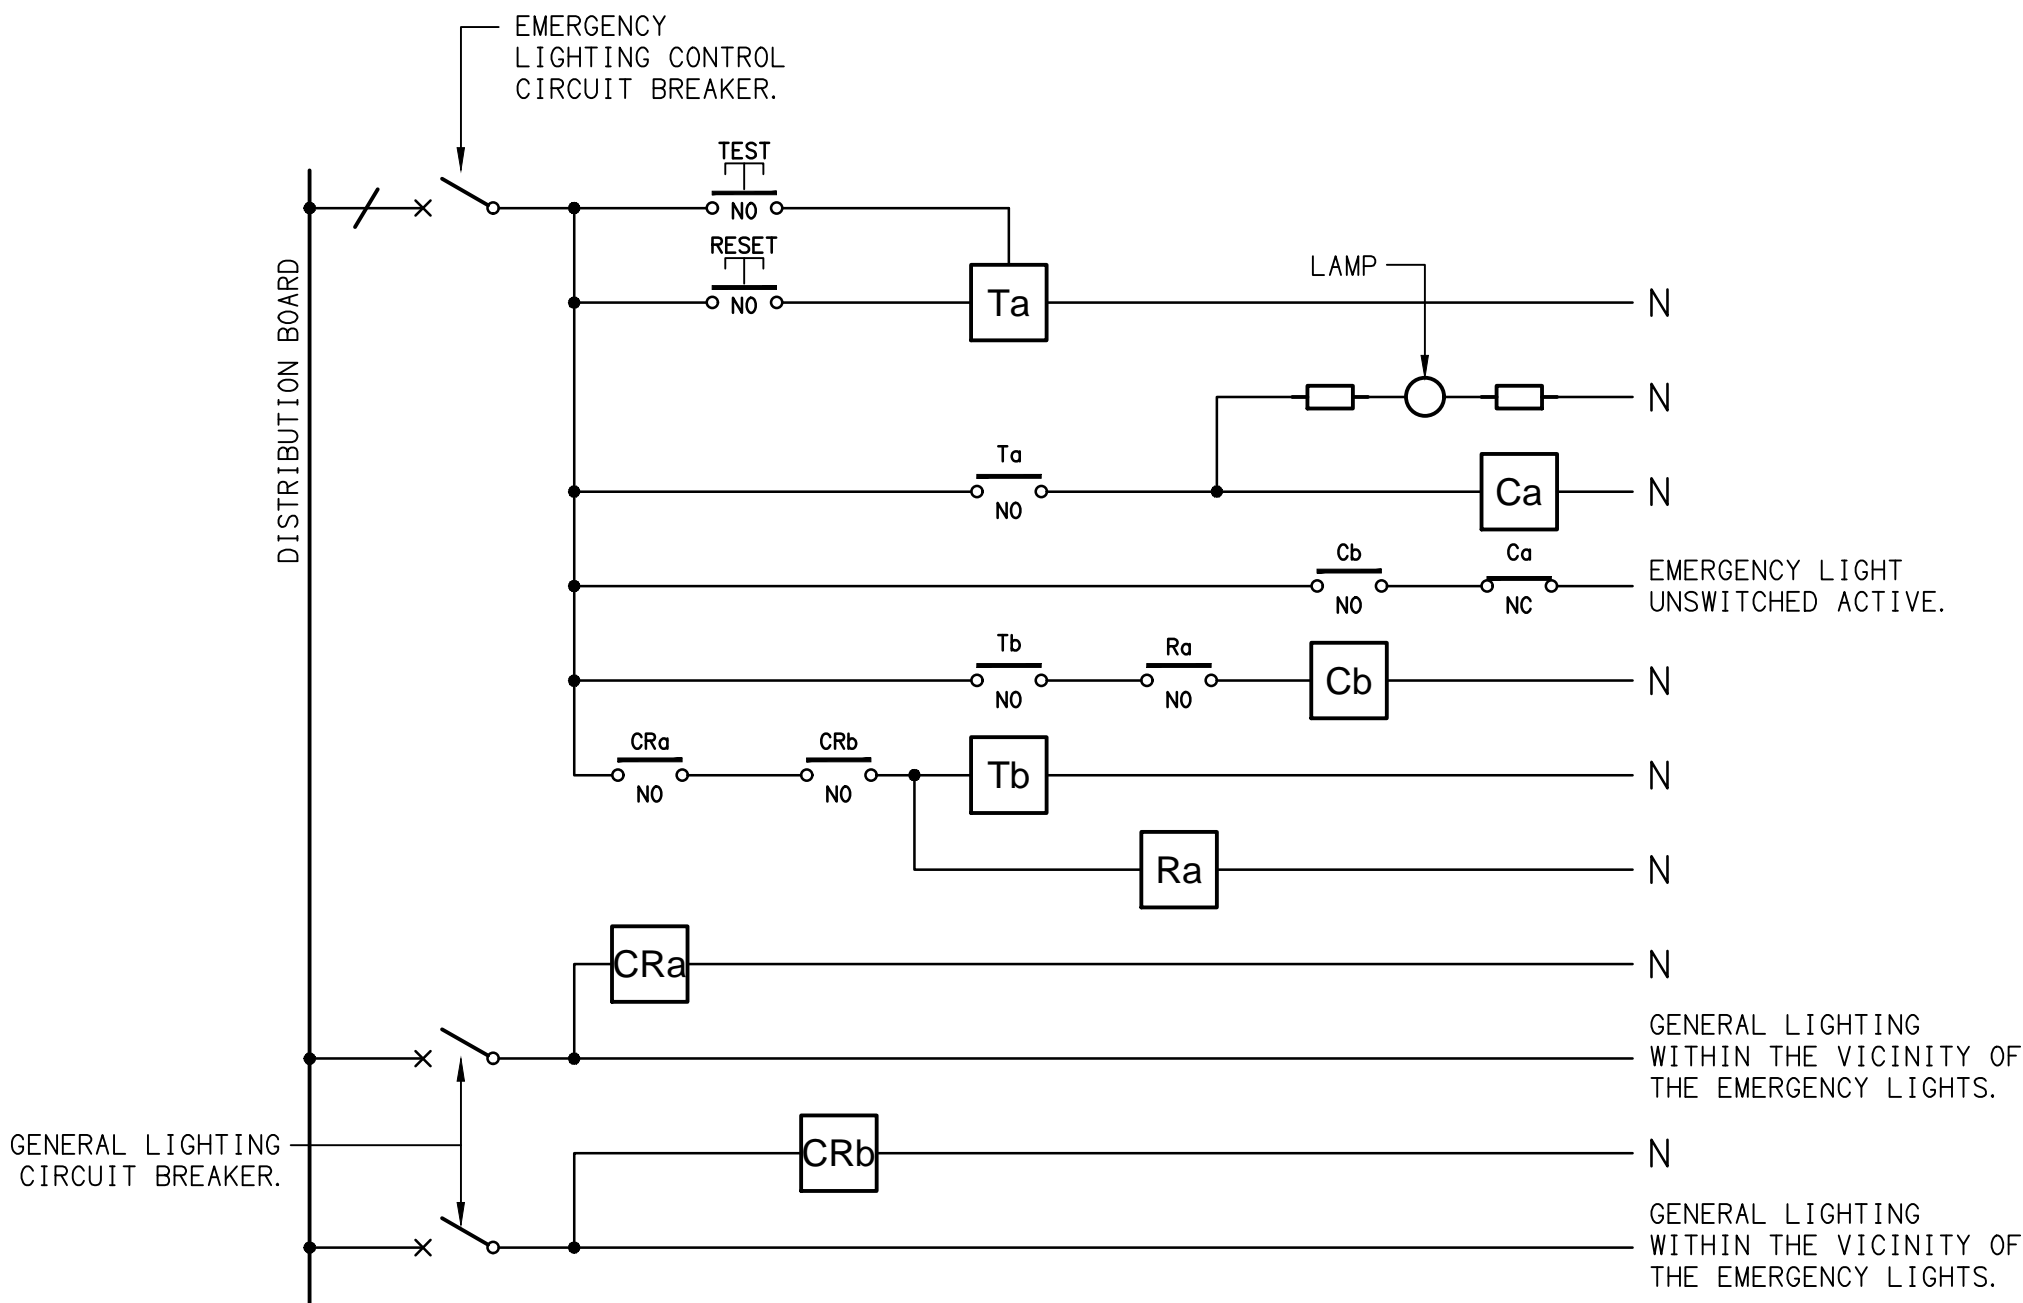 EMERGENCY
LIGHTING CONTROL
CIRCUIT BREAKER.
TEST
NO
RESET
NO
Ta
N
LAMP
N
DISTRIBUTION BOARD
Ta
NO
Ca
N
Cb
NO
Ca
NC
EMERGENCY LIGHT
UNSWITCHED ACTIVE.
Tb
NO
Ra
NO
Cb
N
CRa
NO
CRb
NO
Tb
N
Ra
N
CRa
N
GENERAL LIGHTING
WITHIN THE VICINITY OF
THE EMERGENCY LIGHTS.
GENERAL LIGHTING
CIRCUIT BREAKER.
CRb
N
GENERAL LIGHTING
WITHIN THE VICINITY OF
THE EMERGENCY LIGHTS.